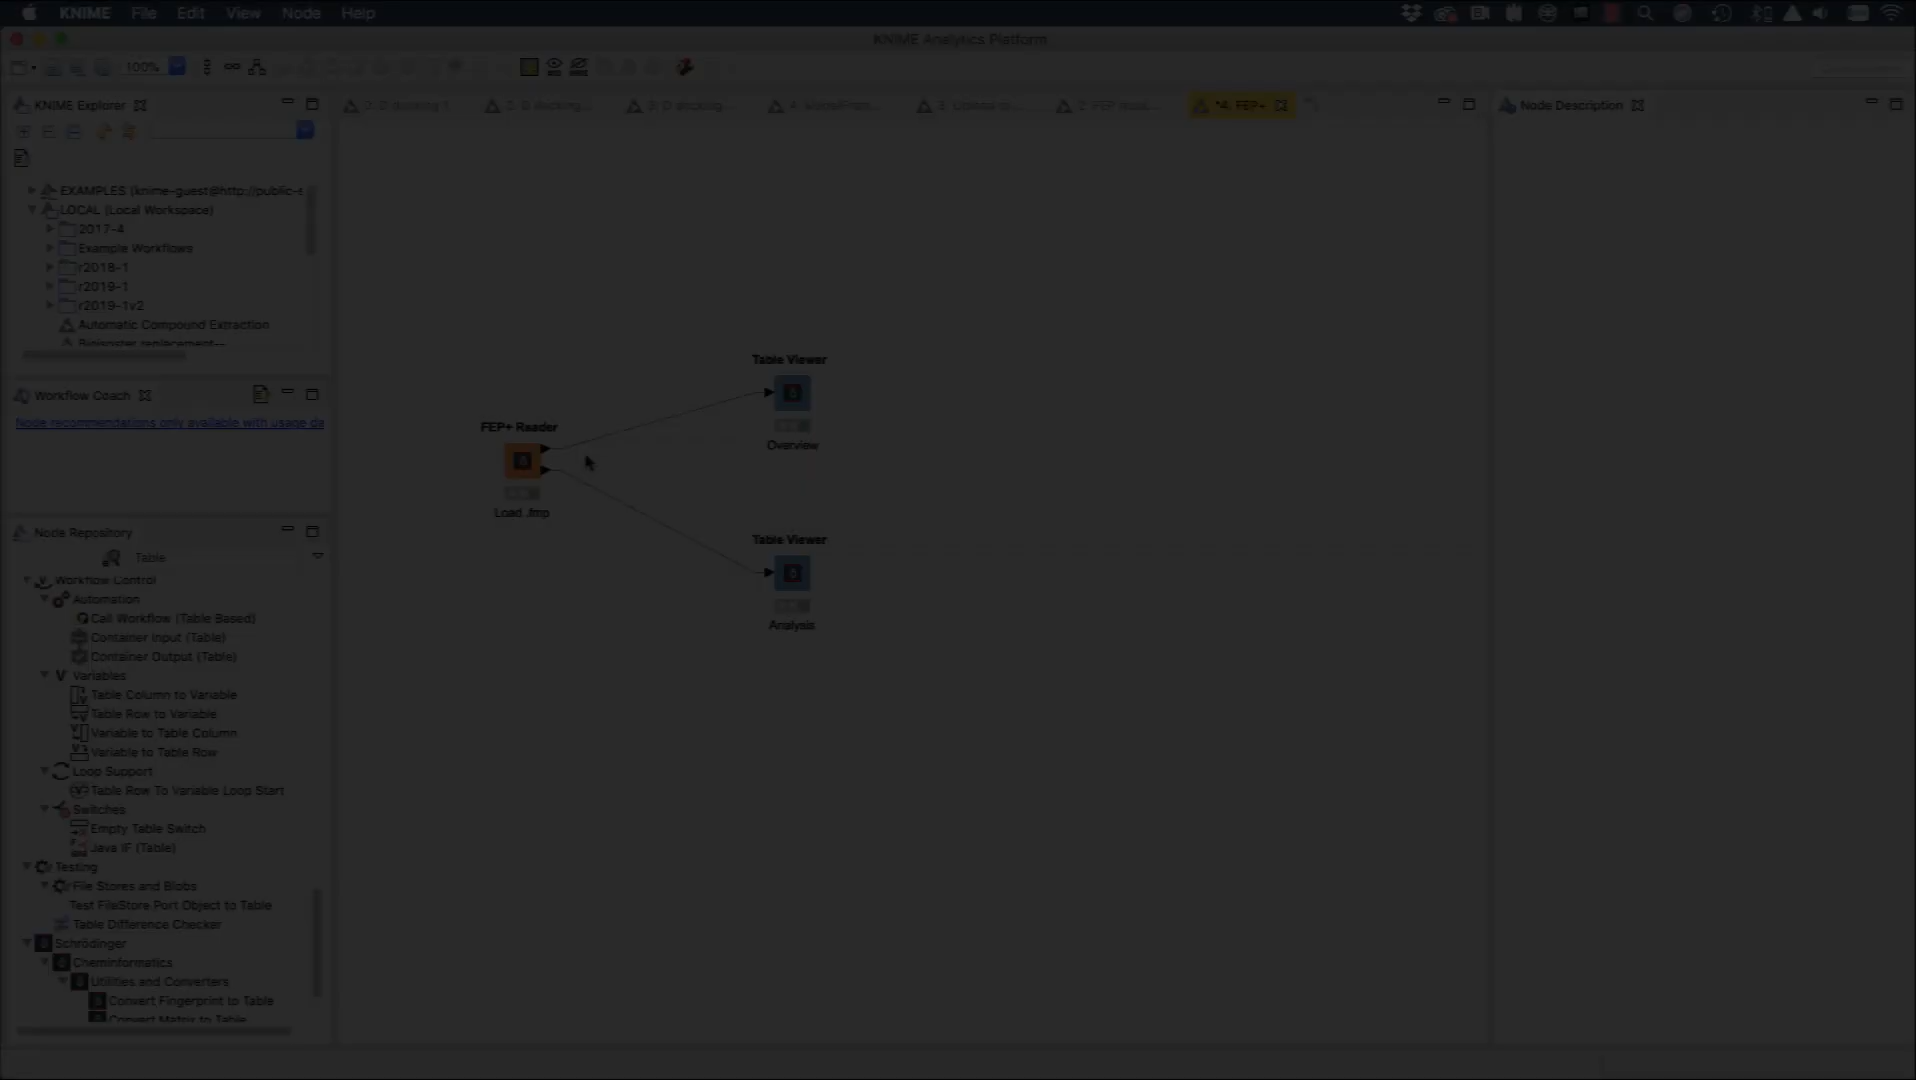 KNIME File Edit View Node Help
KNIME Analytics Platform
100%
KNIME Explorer
EXAMPLES (knime-guest@http://public-s
LOCAL (Local Workspace)
2017-4
Example Workflows
r2018-1
r2019-1
r2019-1v2
Automatic Compound Extraction
Workflow Coach
Node recommendations only available with usage da
Node Repository
Table
Workflow Control
Automation
Call Workflow (Table Based)
Container Input (Table)
Container Output (Table)
Variables
Table Column to Variable
Table Row to Variable
Variable to Table Column
Variable to Table Row
Loop Support
Table Row To Variable Loop Start
Switches
Empty Table Switch
Java IF (Table)
Testing
File Stores and Blobs
Test FileStore Port Object to Table
Table Difference Checker
Schrödinger
Cheminformatics
Utilities and Converters
Convert Fingerprint to Table
Convert Matrix to Table
*4. FEP+
FEP+ Reader
Load .fmp
Table Viewer
Overview
Table Viewer
Analysis
Node Description